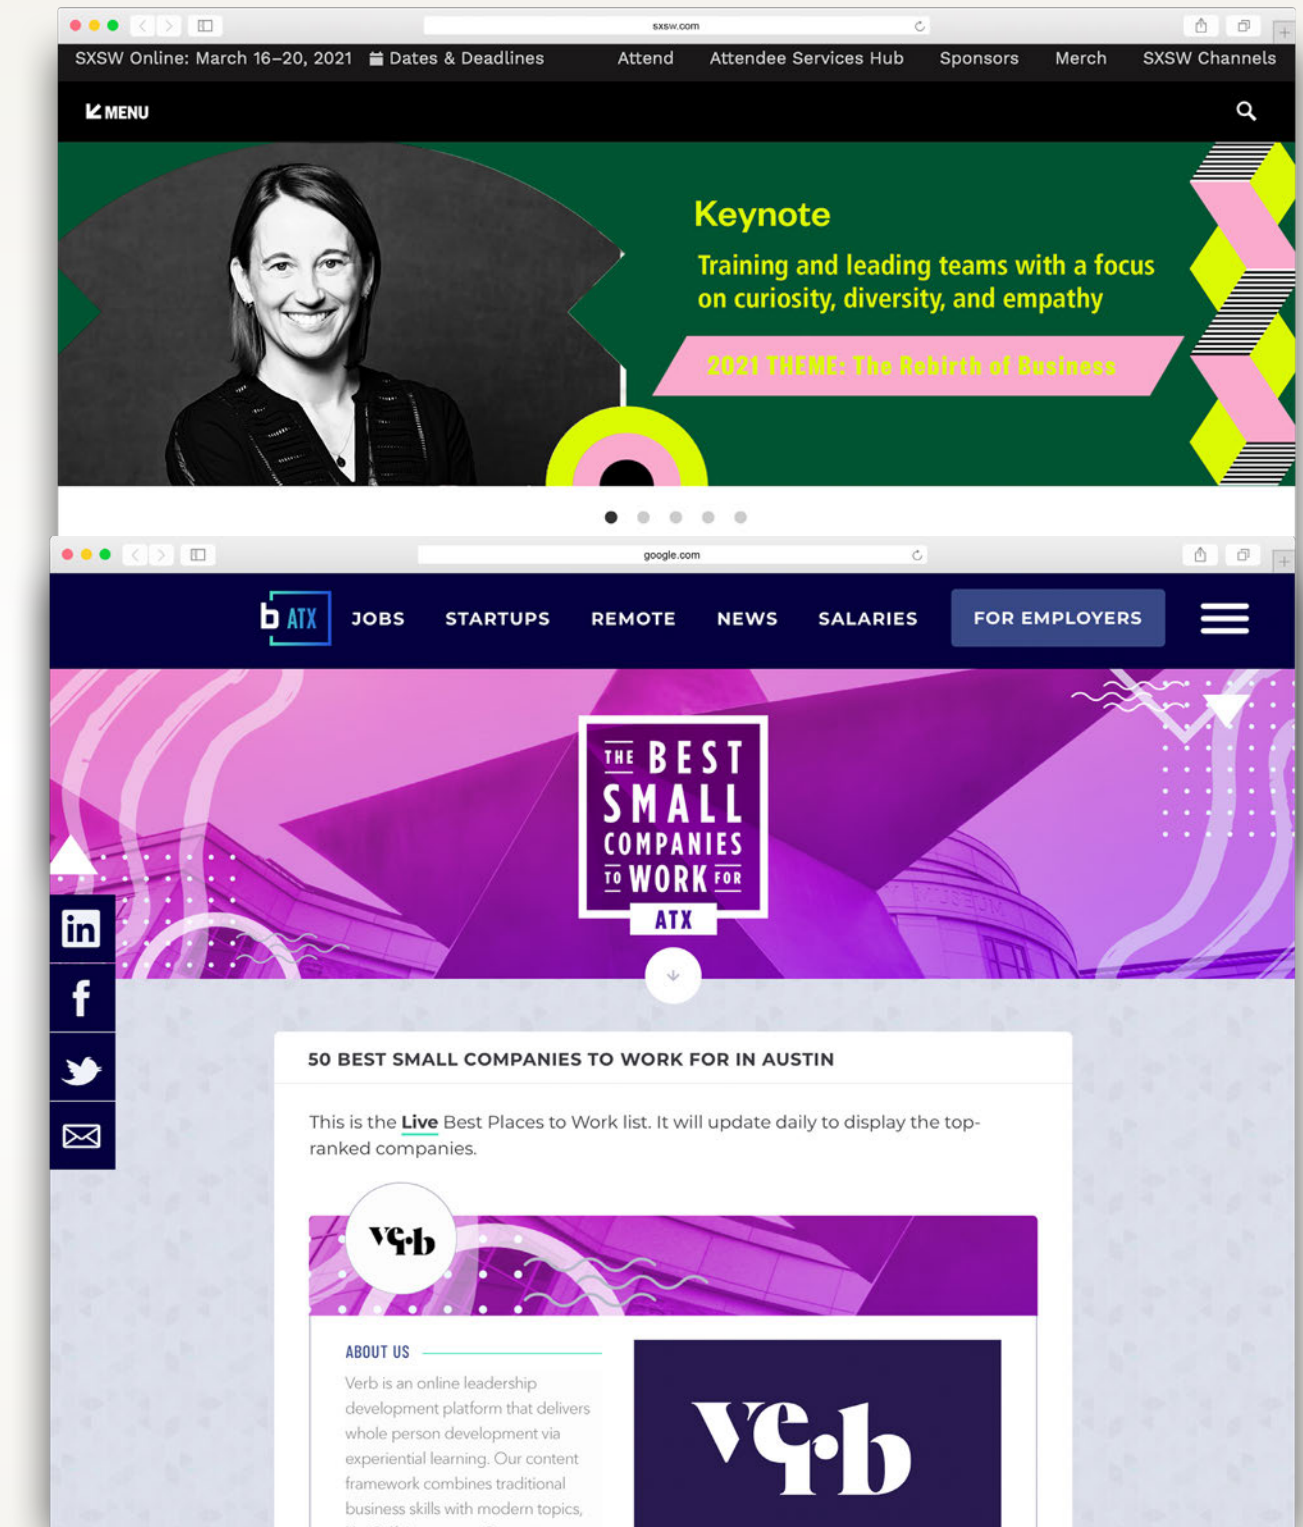 sxsw.com
SXSW Online: March 16–20, 2021 Dates & Deadlines Attend Attendee Services Hub Sponsors Merch SXSW Channels
MENU
Keynote
Training and leading teams with a focus
on curiosity, diversity, and empathy
2021 THEME: The Rebirth of Business
google.com
b ATX JOBS STARTUPS REMOTE NEWS SALARIES FOR EMPLOYERS
THE BEST
SMALL
COMPANIES
TO WORK FOR
ATX
MUSEUM
in
f
50 BEST SMALL COMPANIES TO WORK FOR IN AUSTIN
This is the Live Best Places to Work list. It will update daily to display the top-
ranked companies.
verb
ABOUT US
Verb is an online leadership
development platform that delivers
whole person development via
experiential learning. Our content
framework combines traditional
business skills with modern topics,
verb